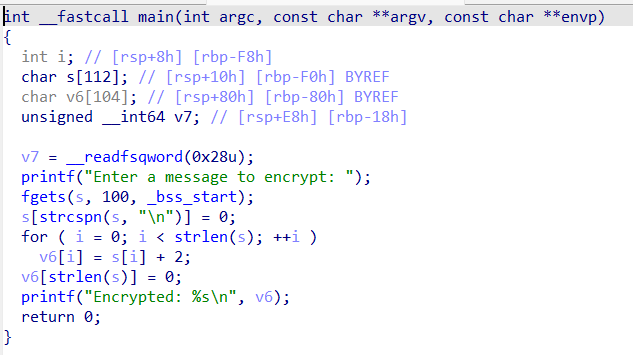 int __fastcall main(int argc, const char **argv, const char **envp)
{
  int i; // [rsp+8h] [rbp-F8h]
  char s[112]; // [rsp+10h] [rbp-F0h] BYREF
  char v6[104]; // [rsp+80h] [rbp-80h] BYREF
  unsigned __int64 v7; // [rsp+E8h] [rbp-18h]

  v7 = __readfsqword(0x28u);
  printf("Enter a message to encrypt: ");
  fgets(s, 100, _bss_start);
  s[strcspn(s, "\n")] = 0;
  for ( i = 0; i < strlen(s); ++i )
    v6[i] = s[i] + 2;
  v6[strlen(s)] = 0;
  printf("Encrypted: %s\n", v6);
  return 0;
}